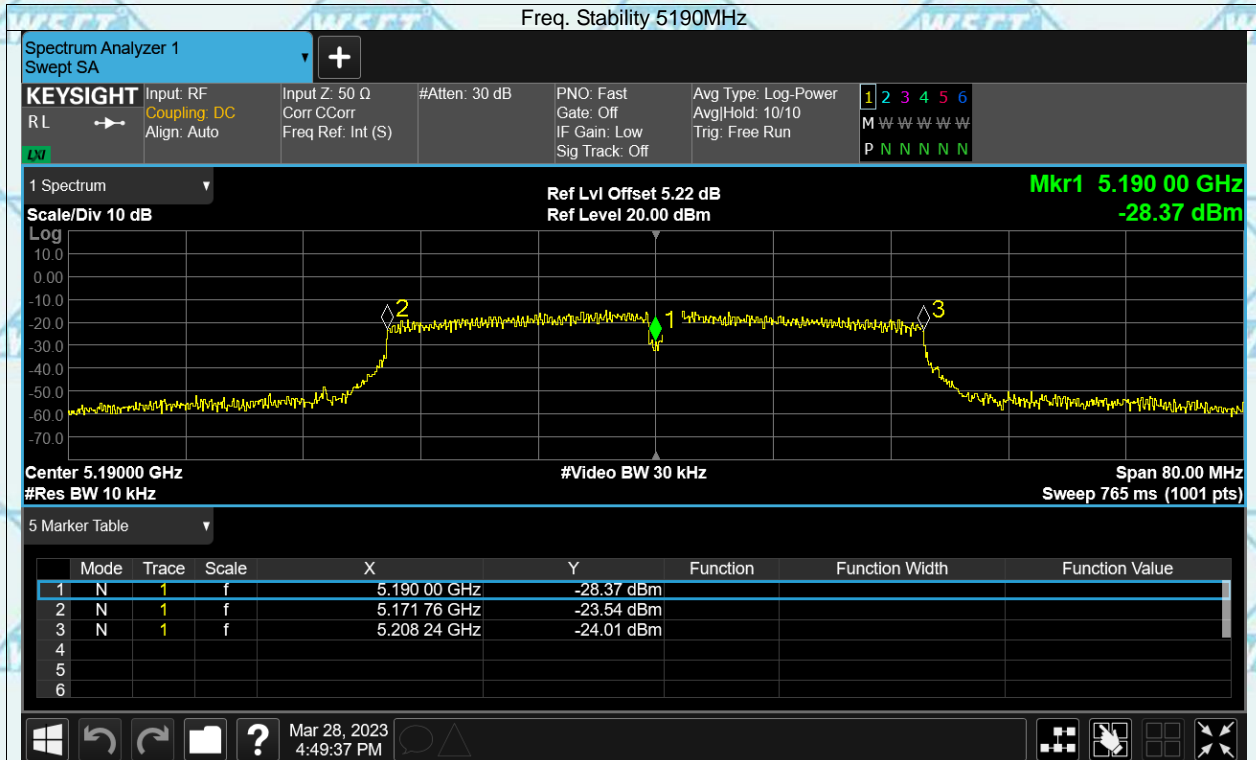 Freq. Stability 5190MHz
Spectrum Analyzer 1
Swept SA
KEYSIGHT Input: RF Input Z: 50 Ω #Atten: 30 dB PNO: Fast Avg Type: Log-Power 1 2 3 4 5 6
RL Coupling: DC Corr CCorr Gate: Off Avg|Hold: 10/10 M W W W W W
Align: Auto Freq Ref: Int (S) IF Gain: Low Trig: Free Run
LXI Sig Track: Off P N N N N N
1 Spectrum Ref Lvl Offset 5.22 dB Mkr1 5.190 00 GHz
Scale/Div 10 dB Ref Level 20.00 dBm -28.37 dBm
Log
10.0
0.00
-10.0
2 3
-20.0 1
-30.0
-40.0
-50.0
-60.0
-70.0
Center 5.19000 GHz #Video BW 30 kHz Span 80.00 MHz
#Res BW 10 kHz Sweep 765 ms (1001 pts)
5 Marker Table
Mode Trace Scale X Y Function Function Width Function Value
1 N 1 f 5.190 00 GHz -28.37 dBm
2 N 1 f 5.171 76 GHz -23.54 dBm
3 N 1 f 5.208 24 GHz -24.01 dBm
4
5
6
? Mar 28, 2023
4:49:37 PM